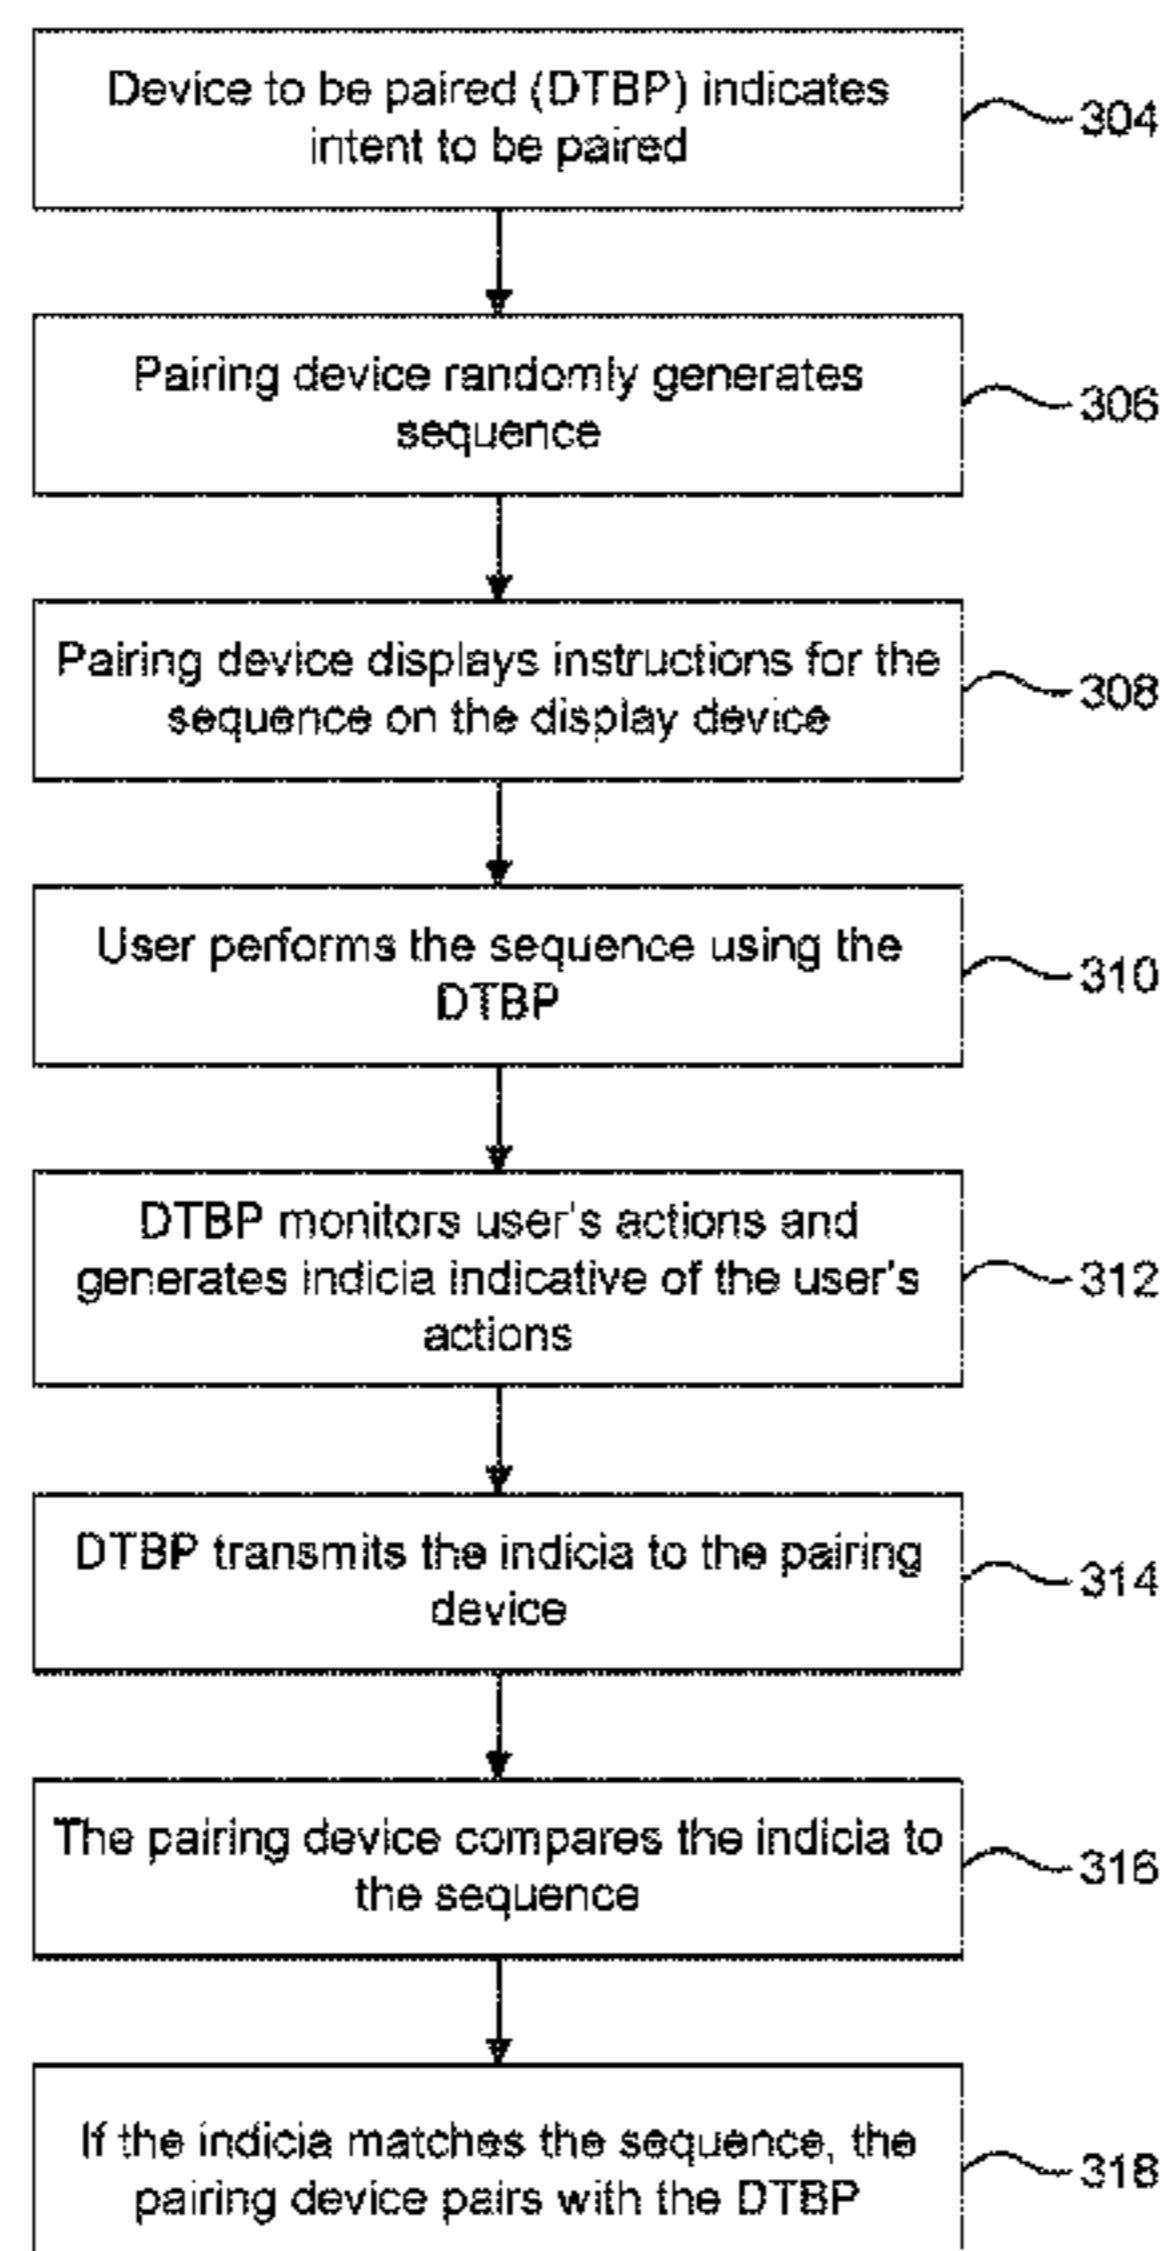 Device to be paired (DTBP) indicates
intent to be paired
304
Pairing device randomly generates
sequence
306
Pairing device displays instructions for the
sequence on the display device
308
User performs the sequence using the
DTBP
310
DTBP monitors user's actions and
generates indicia indicative of the user's
actions
312
DTBP transmits the indicia to the pairing
device
314
The pairing device compares the indicia to
the sequence
316
If the indicia matches the sequence, the
pairing device pairs with the DTBP
318